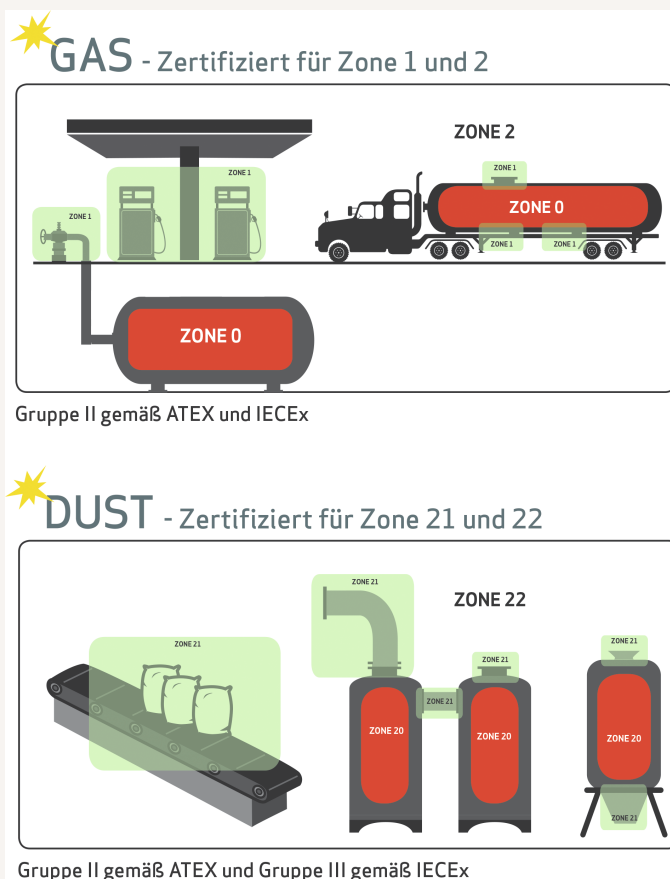 GAS - Zertifiziert für Zone 1 und 2
ZONE 2
ZONE 1
ZONE 1
ZONE 1
ZONE 0
ZONE 1
ZONE 1
ZONE 0
Gruppe II gemäß ATEX und IECEx
DUST - Zertifiziert für Zone 21 und 22
ZONE 21
ZONE 22
ZONE 21
ZONE 21
ZONE 21
ZONE 21
ZONE 20
ZONE 20
ZONE 20
ZONE 21
Gruppe II gemäß ATEX und Gruppe III gemäß IECEx